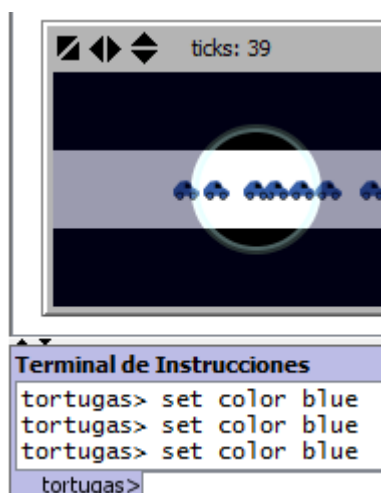 ticks: 39
Terminal de Instrucciones
tortugas> set color blue
tortugas> set color blue
tortugas> set color blue
tortugas>